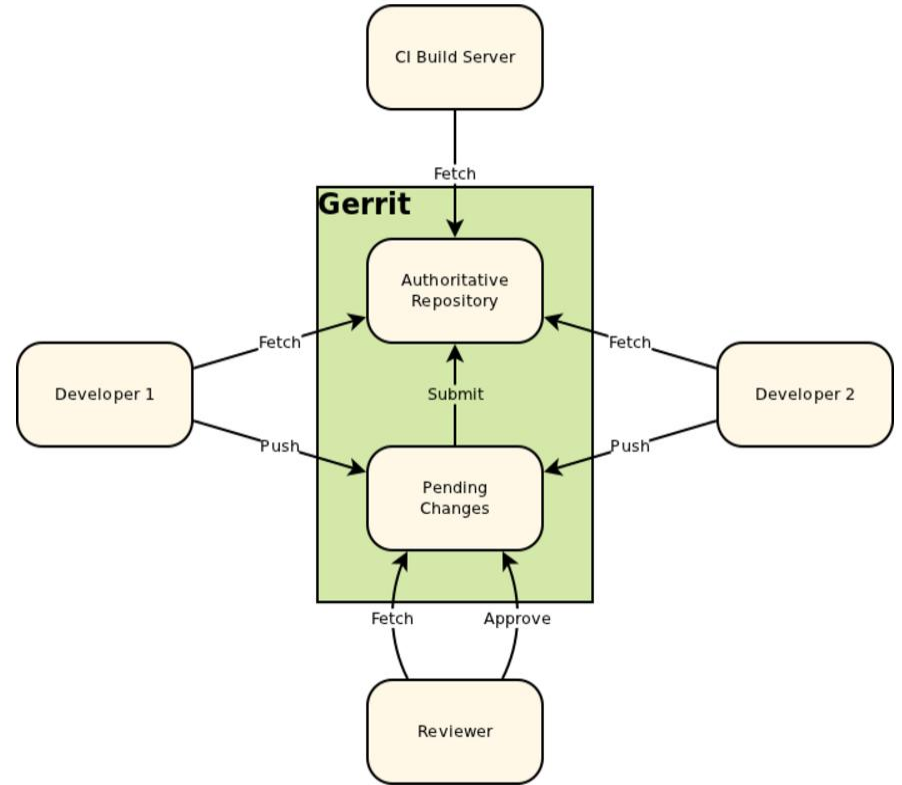 CI Build Server
Fetch
Gerrit
Authoritative
Repository
Fetch
Fetch
Developer 1
Submit
Developer 2
Push
Push
Pending
Changes
Fetch
Approve
Reviewer